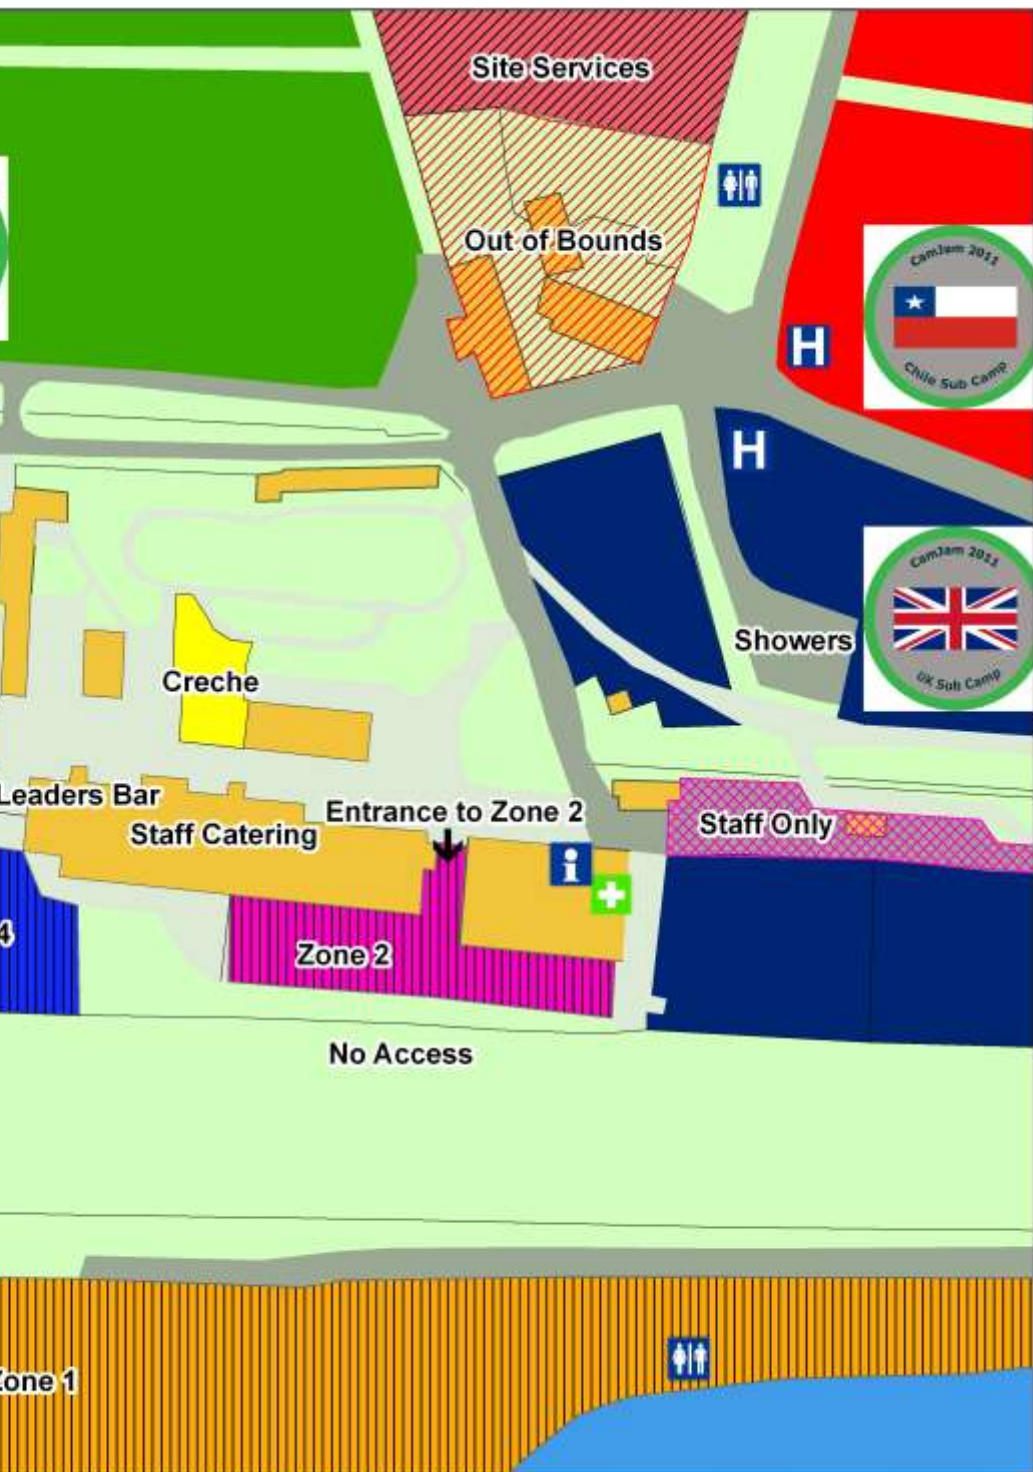 Site Services
Out of Bounds
CamJam 2011
Chile Sub Camp
H
H
CamJam 2011
UK Sub Camp
Showers
Creche
Leaders Bar
Entrance to Zone 2
Staff Catering
Staff Only
i
4
Zone 2
No Access
Zone 1